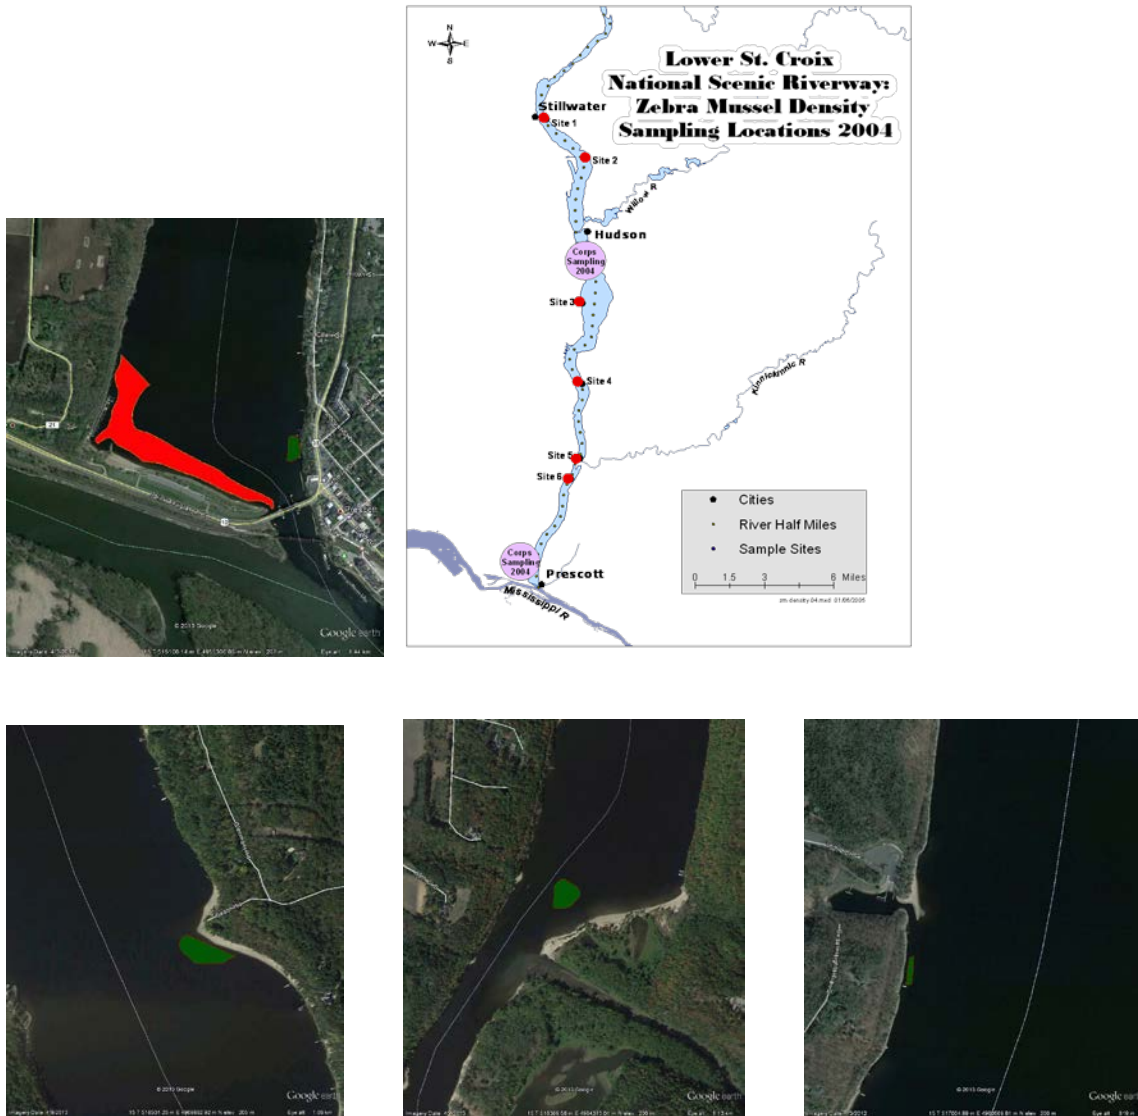 N
W
E
S
Lower St. Croix
National Scenic Riverway:
Zebra Mussel Density
Sampling Locations 2004
Stillwater
Site 1
Site 2
Willow R
Hudson
Corps
Sampling
2004
Site 3
Site 4
Kinnickinnic R
Site 5
Site 6
Corps
Sampling
2004
Prescott
Mississippi R
Cities
River Half Miles
Sample Sites
0 1.5 3 6 Miles
21
10
Prescott
© 2013 Google
Google earth
© 2013 Google
Google earth
© 2013 Google
Google earth
© 2013 Google
Google earth